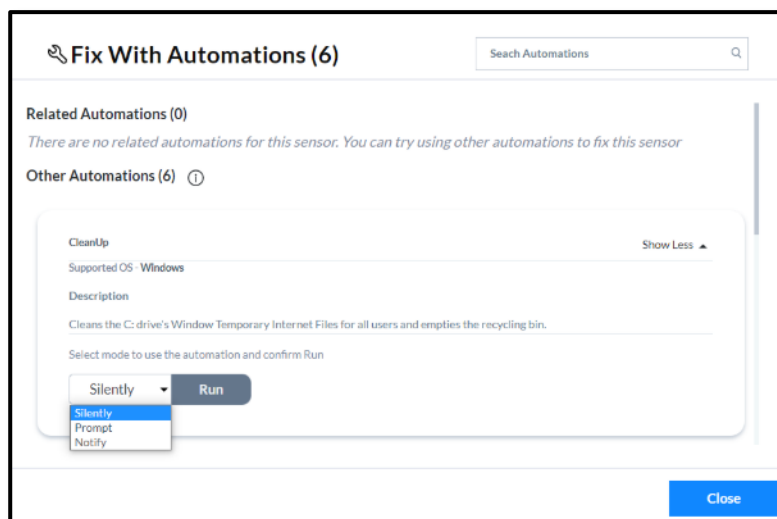 Fix With Automations (6)
Seach Automations
Related Automations (0)
There are no related automations for this sensor. You can try using other automations to fix this sensor
Other Automations (6)
CleanUp
Show Less
Supported OS - Windows
Description
Cleans the C: drive's Window Temporary Internet Files for all users and empties the recycling bin.
Select mode to use the automation and confirm Run
Silently
Run
Silently
Prompt
Notify
Close